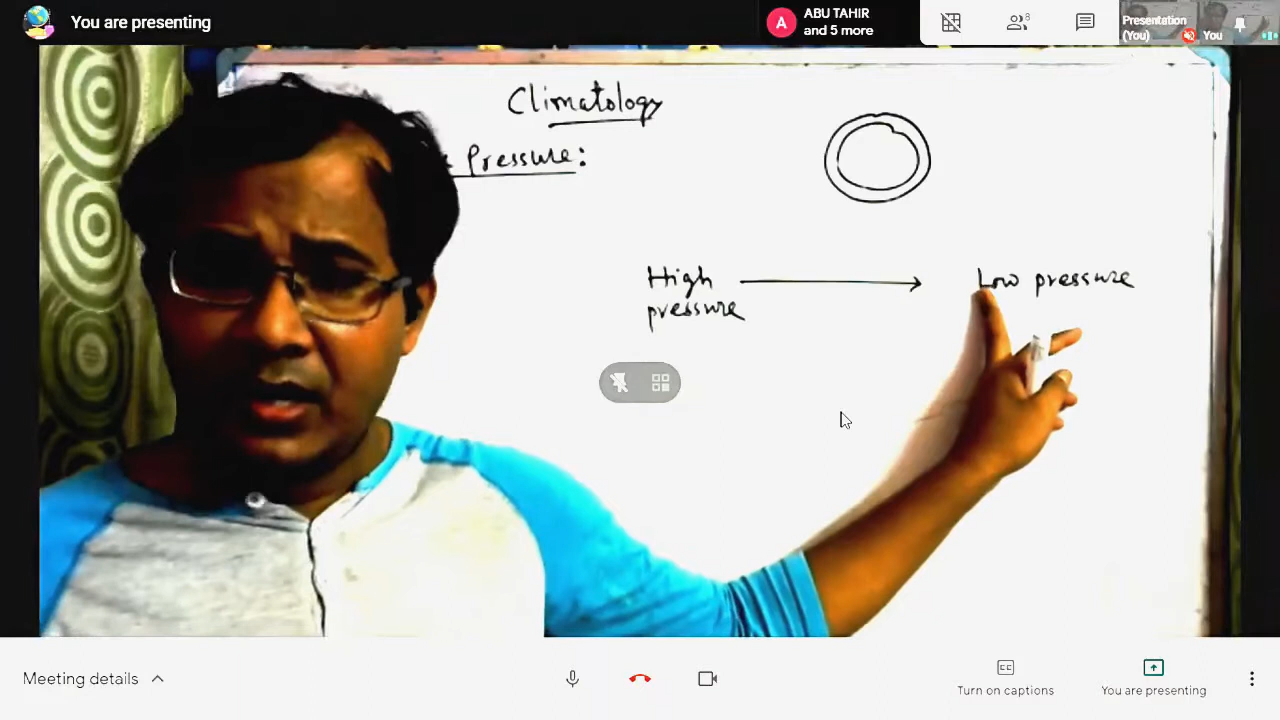 You are presenting
ABU TAHIR
and 5 more
8
Presentation
(You)
You
Climatology
Pressure:
High
pressure
Low pressure
Meeting details
Turn on captions
You are presenting